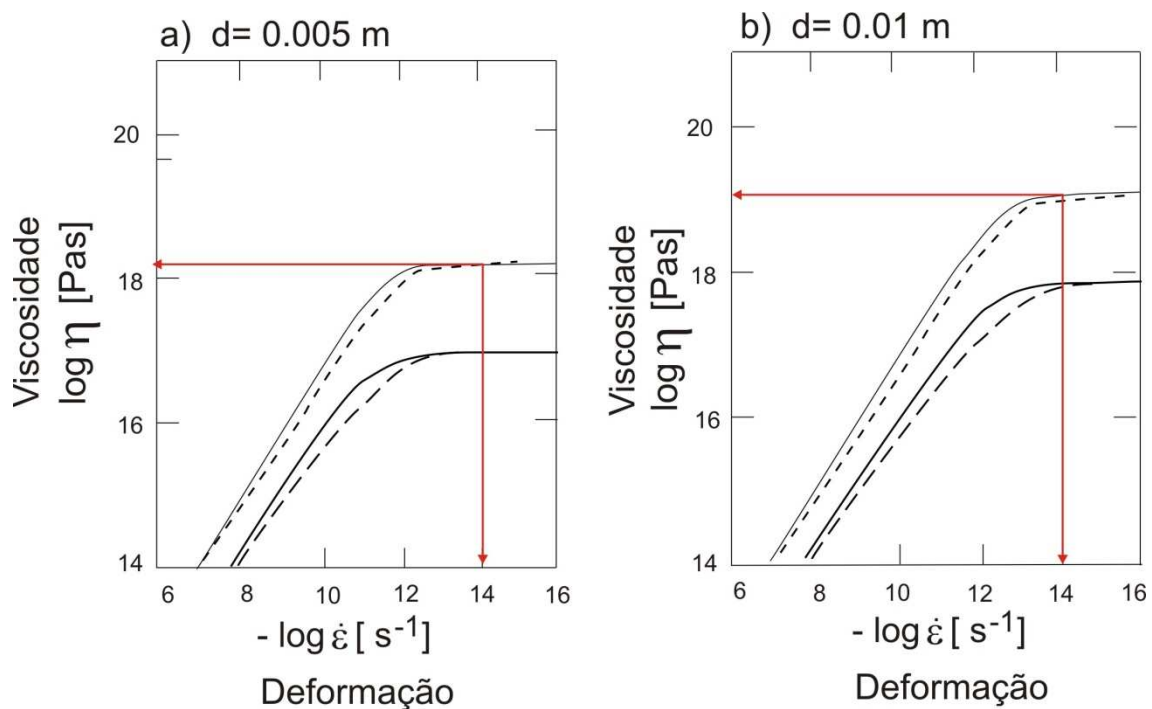 a) d= 0.005 m
20
18
16
14
Viscosidade
log η [Pas]
6 8 10 12 14 16
- log ε̇ [ s⁻¹]
Deformação
b) d= 0.01 m
20
18
16
14
Viscosidade
log η [Pas]
6 8 10 12 14 16
- log ε̇ [ s⁻¹]
Deformação